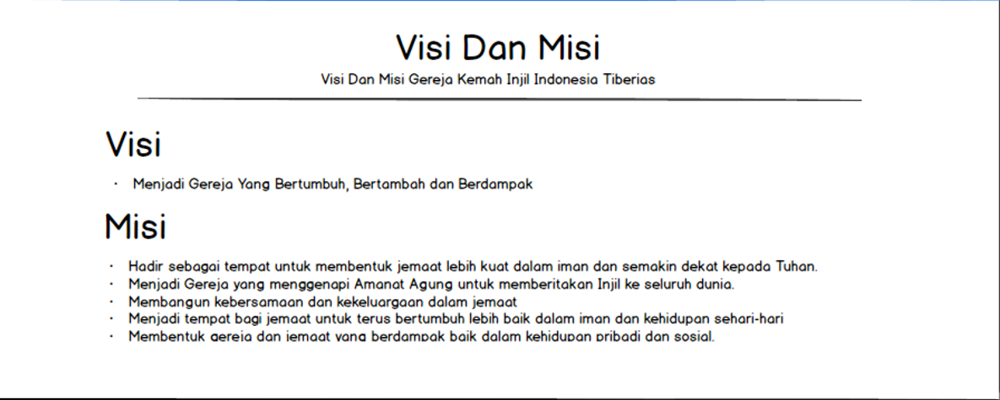 Visi Dan Misi
Visi Dan Misi Gereja Kemah Injil Indonesia Tiberias
Visi
· Menjadi Gereja Yang Bertumbuh, Bertambah dan Berdampak
Misi
· Hadir sebagai tempat untuk membentuk jemaat lebih kuat dalam iman dan semakin dekat kepada Tuhan.
· Menjadi Gereja yang menggenapi Amanat Agung untuk memberitakan Injil ke seluruh dunia.
· Membangun kebersamaan dan kekeluargaan dalam jemaat
· Menjadi tempat bagi jemaat untuk terus bertumbuh lebih baik dalam iman dan kehidupan sehari-hari
· Membentuk gereja dan jemaat yang berdampak baik dalam kehidupan pribadi dan sosial.